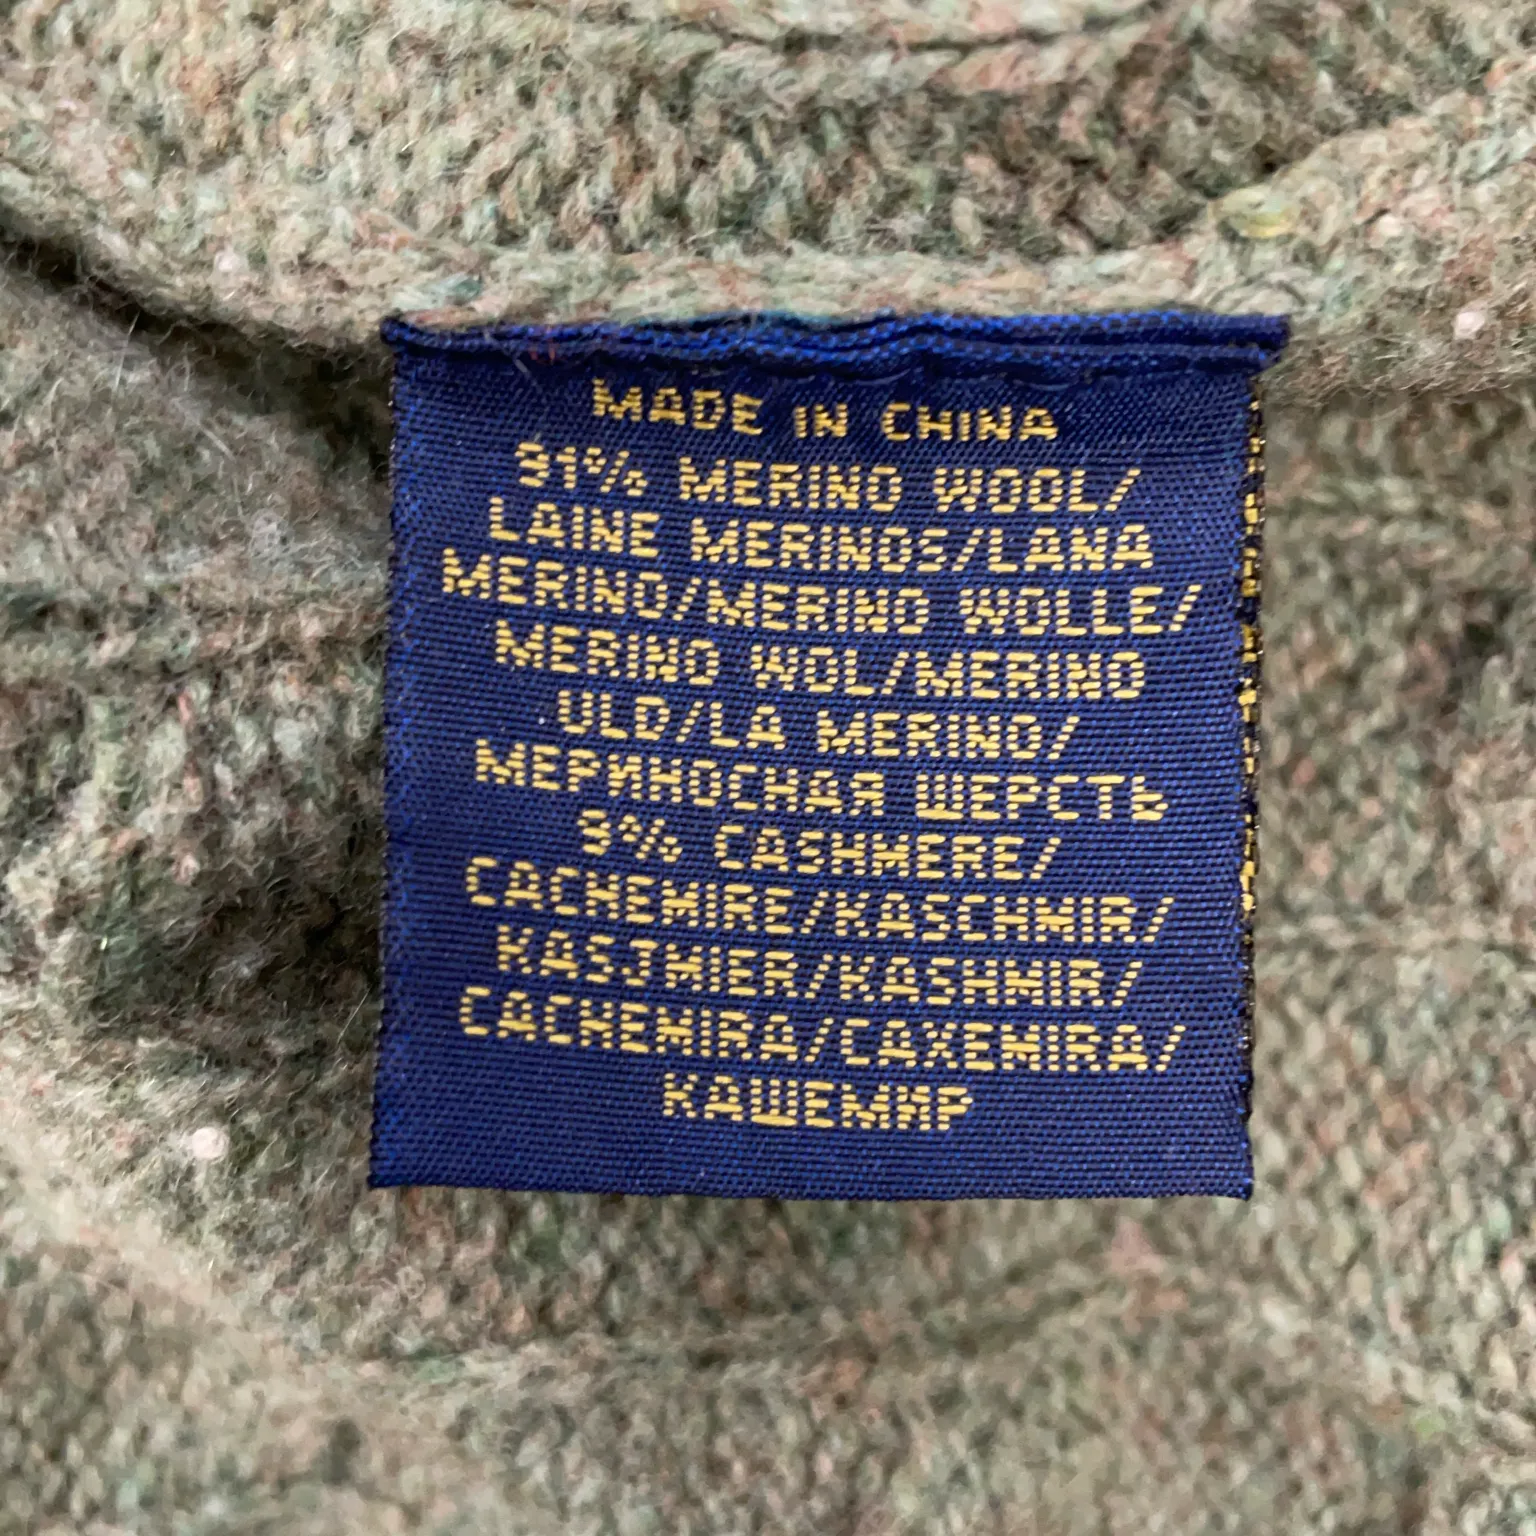 MADE IN CHINA
91% MERINO WOOL/
LAINE MERINOS/LANA
MERINO/MERINO WOLLE/
MERINO WOL/MERINO
ULD/LA MERINO/
МЕРИНОСНАЯ ШЕРСТЬ
9% CASHMERE/
CACHEMIRE/KASCHMIR/
KASJMIER/KASHMIR/
CACHEMIRA/CAXEMIRA/
КАШЕМИР